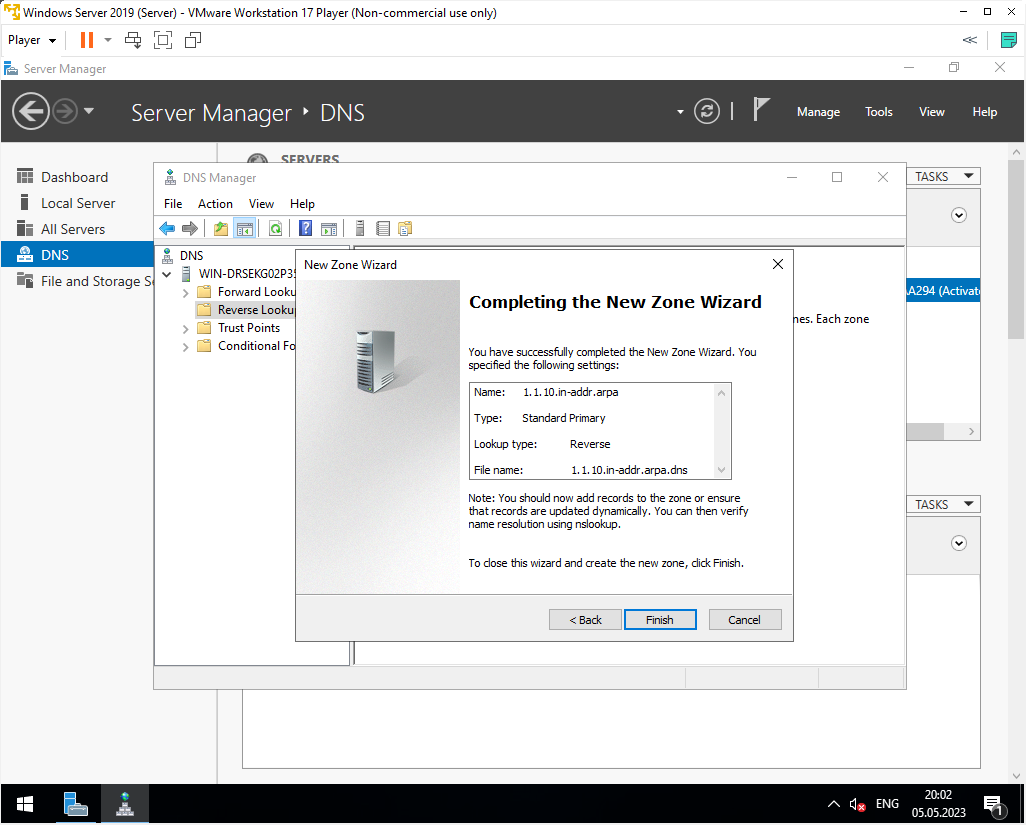 Windows Server 2019 (Server) - VMware Workstation 17 Player (Non-commercial use only)
Player
Server Manager
Server Manager DNS
Manage Tools View Help
Dashboard
Local Server
All Servers
DNS
File and Storage
SERVERS
TASKS
DNS Manager
File Action View Help
DNS
WIN-DRSEKG02P35
Forward Looku
Reverse Lookup
Trust Points
Conditional Fo
New Zone Wizard
Completing the New Zone Wizard
You have successfully completed the New Zone Wizard. You
specified the following settings:
Name: 1.1.10.in-addr.arpa
Type: Standard Primary
Lookup type: Reverse
File name: 1.1.10.in-addr.arpa.dns
Note: You should now add records to the zone or ensure
that records are updated dynamically. You can then verify
name resolution using nslookup.
To close this wizard and create the new zone, click Finish.
< Back Finish Cancel
A294 (Activat
nes. Each zone
TASKS
ENG
20:02
05.05.2023
1